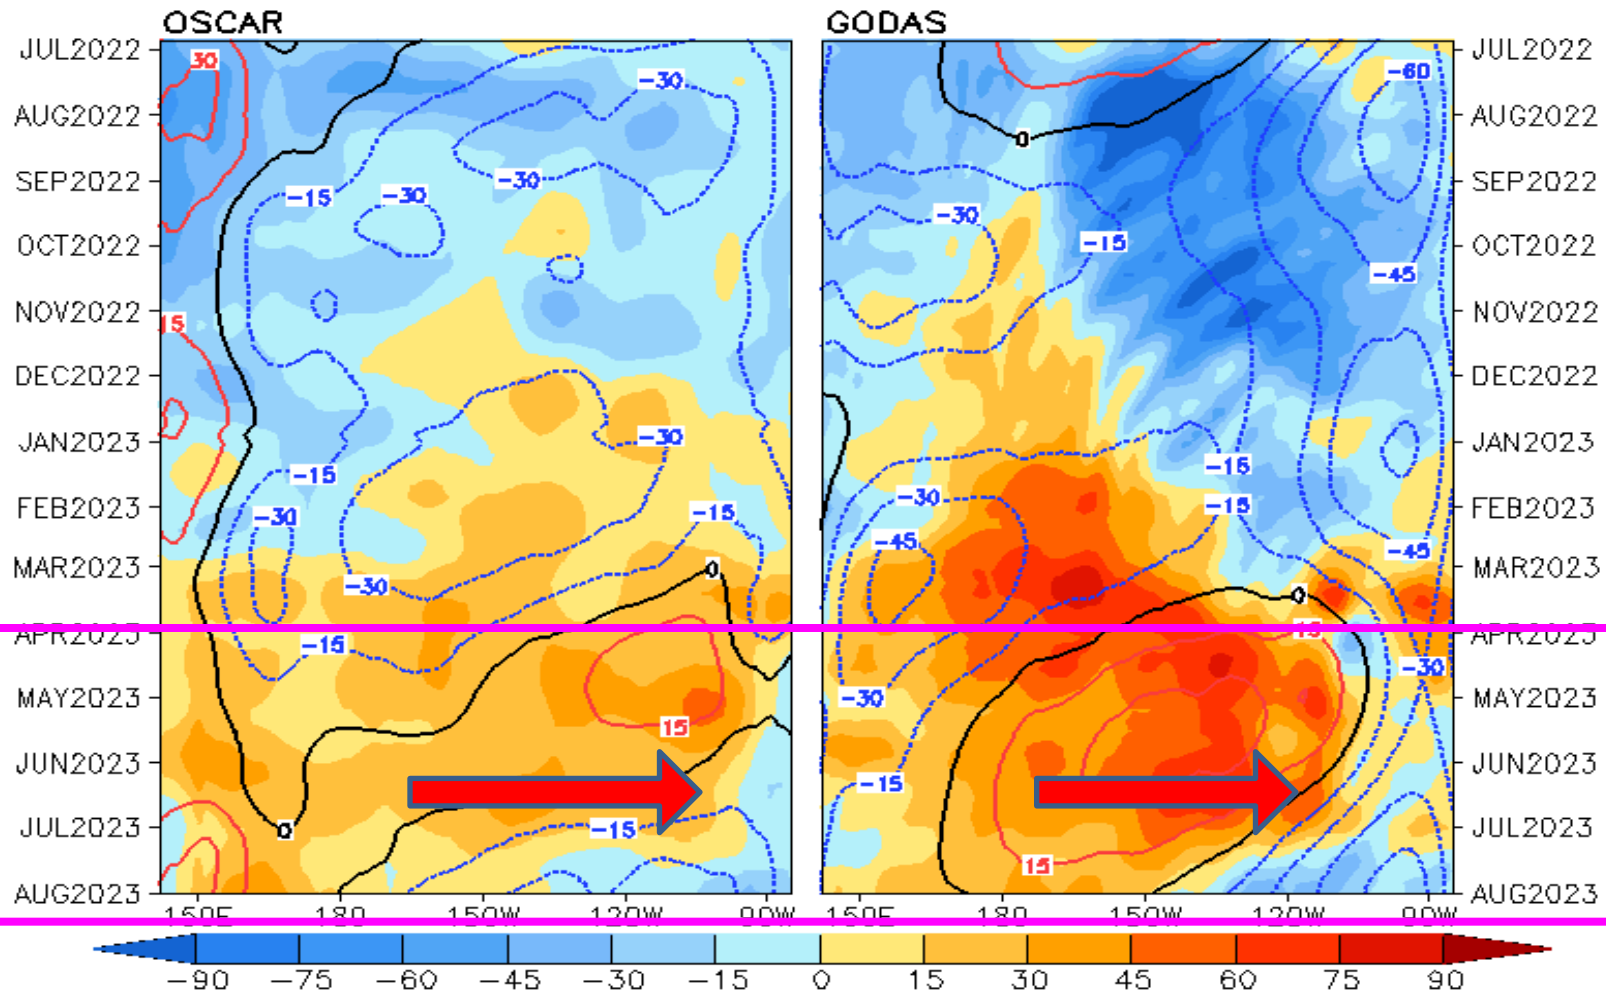 OSCAR GODAS
JUL2022 30 -30 -60 JUL2022
AUG2022 0 AUG2022
SEP2022 -15 -30 -30 SEP2022
-30 -15
OCT2022 -45 OCT2022
NOV2022 15 NOV2022
DEC2022 DEC2022
JAN2023 -30 -15 JAN2023
-15 -30 -15
FEB2023 -30 -15 FEB2023
-45 -45
MAR2023 -30 0 0 MAR2023
APR2023 -15 15 -30 APR2023
MAY2023 15 -30 MAY2023
JUN2023 -15 JUN2023
JUL2023 0 -15 JUL2023
15
AUG2023 AUG2023
150E 180 150W 120W 90W 150E 180 150W 120W 90W
-90 -75 -60 -45 -30 -15 0 15 30 45 60 75 90